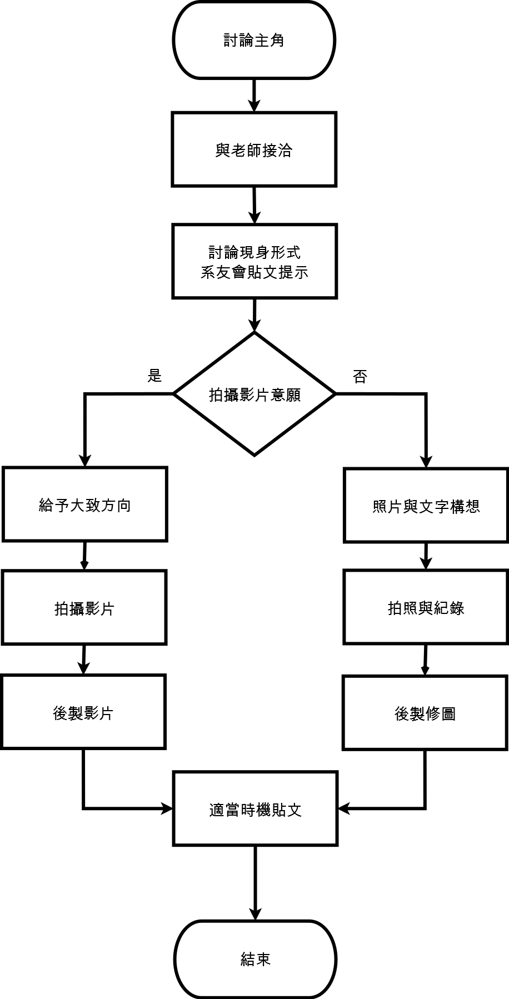 討論主角
與老師接洽
討論現身形式
系友會貼文提示
是
否
拍攝影片意願
給予大致方向
照片與文字構想
拍攝影片
拍照與紀錄
後製影片
後製修圖
適當時機貼文
結束